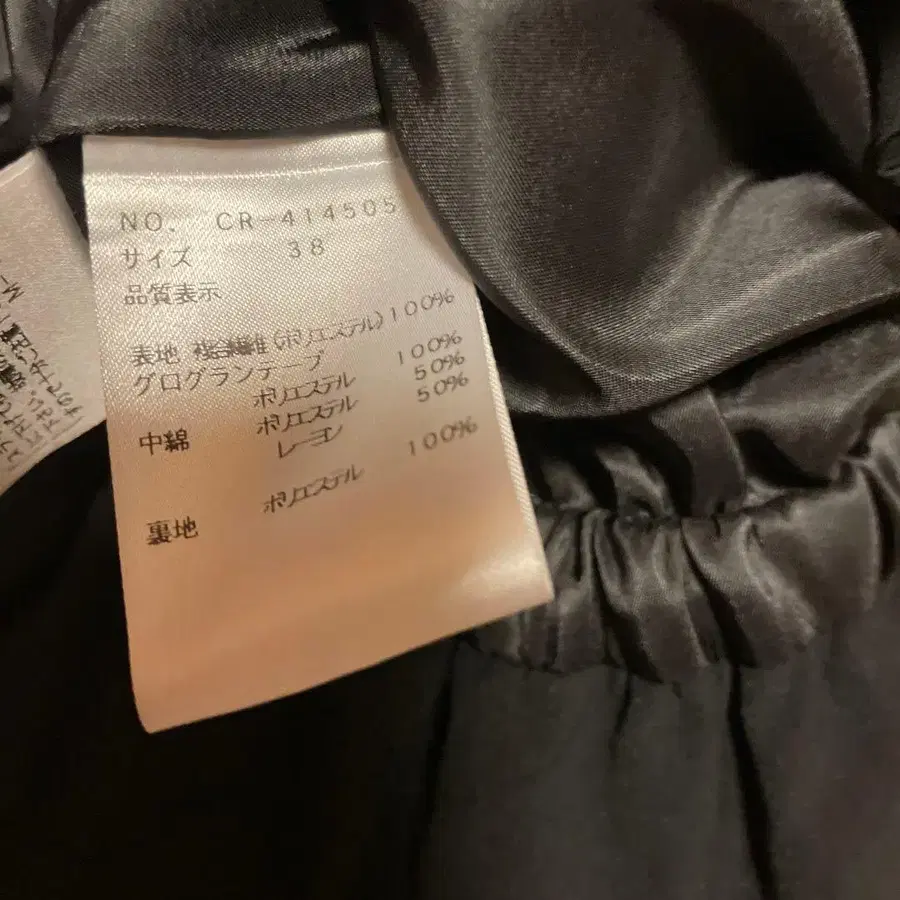 NO. CR-414505
サイズ 38
品質表示
表地 複合繊維(ポリエステル)100%
グログランテープ
ポリエステル 100%
中綿 ポリエステル 50%
レーヨン 50%
裏地 ポリエステル 100%